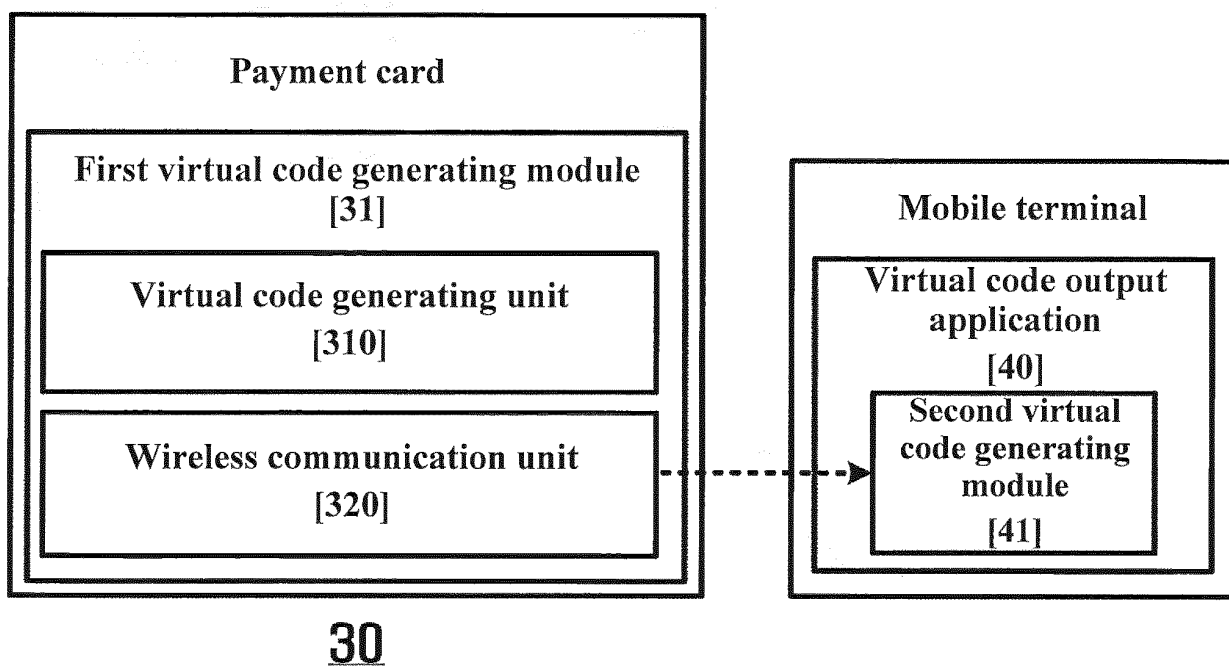 Payment card
First virtual code generating module
[31]
Virtual code generating unit
[310]
Wireless communication unit
[320]
30
Mobile terminal
Virtual code output
application
[40]
Second virtual
code generating
module
[41]